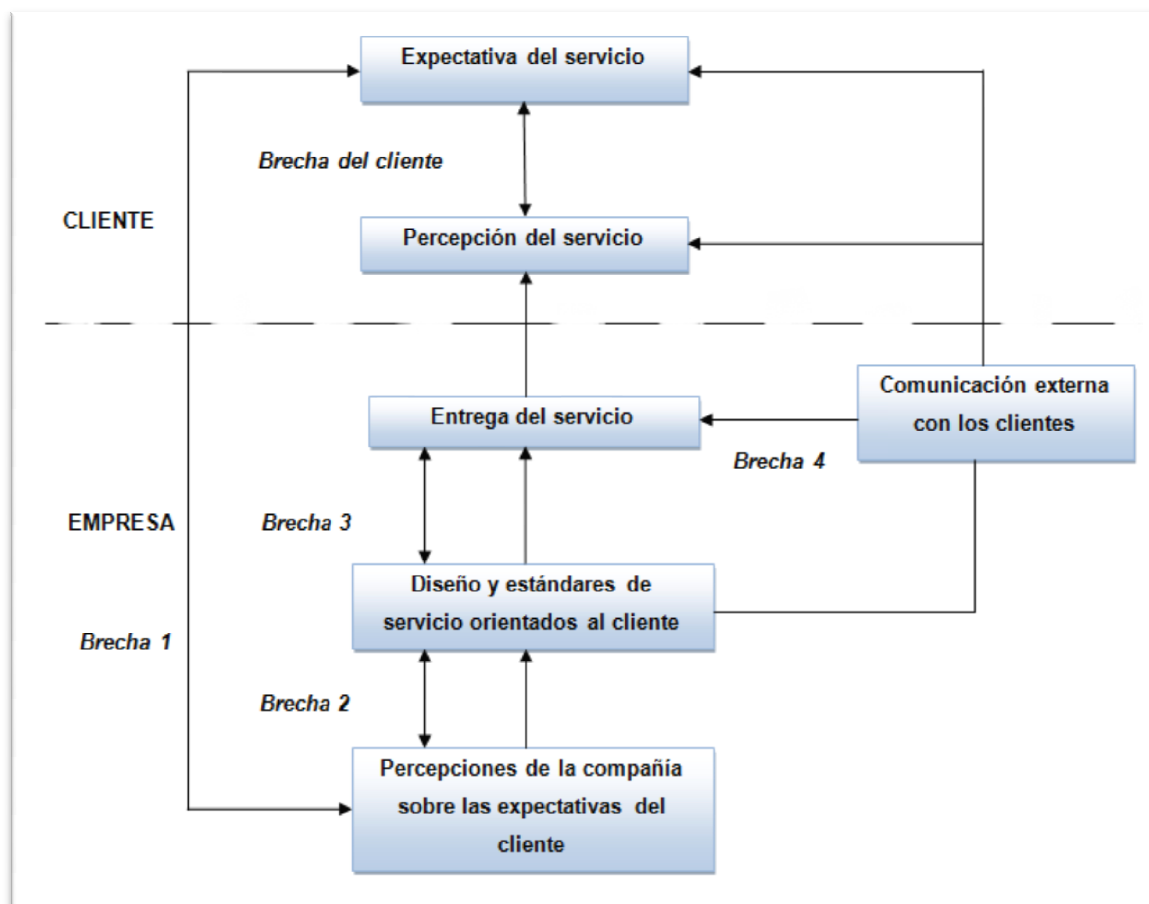 Expectativa del servicio
Brecha del cliente
CLIENTE
Percepción del servicio
Comunicación externa
con los clientes
Entrega del servicio
Brecha 4
EMPRESA
Brecha 3
Diseño y estándares de
servicio orientados al cliente
Brecha 1
Brecha 2
Percepciones de la compañía
sobre las expectativas del
cliente